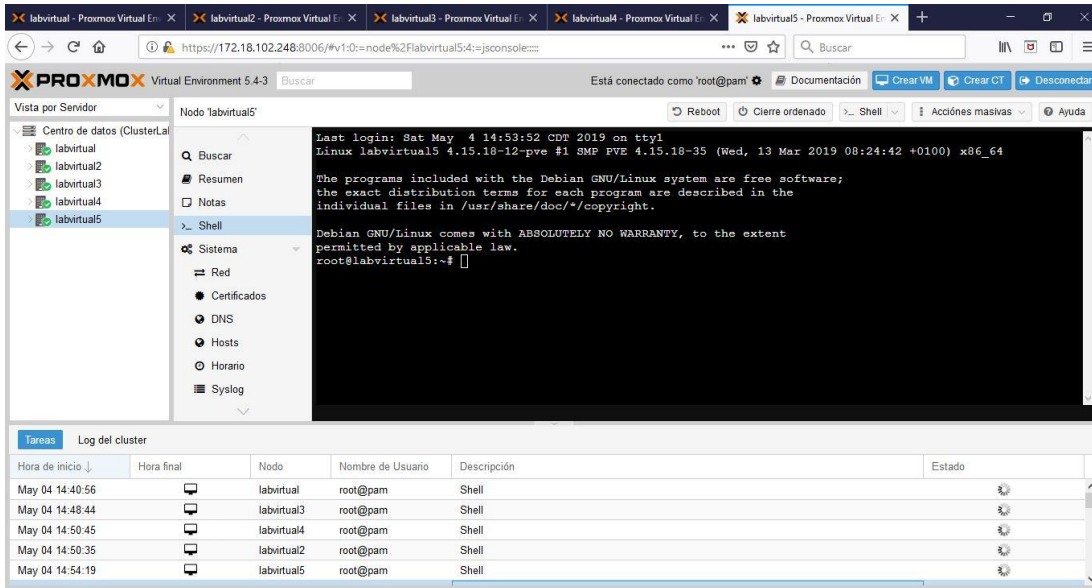 labvirtual - Proxmox Virtual Env
labvirtual2 - Proxmox Virtual En
labvirtual3 - Proxmox Virtual En
labvirtual4 - Proxmox Virtual En
labvirtual5 - Proxmox Virtual En
https://172.18.102.248:8006/#v1:0:=node%2Flabvirtual5:4:=jsconsole:::::
Buscar
PROXMOX Virtual Environment 5.4-3 Buscar
Está conectado como 'root@pam' Documentación Crear VM Crear CT Desconectar
Vista por Servidor
Centro de datos (ClusterLal
labvirtual
labvirtual2
labvirtual3
labvirtual4
labvirtual5
Nodo 'labvirtual5'
Reboot Cierre ordenado >_ Shell Acciónes masivas Ayuda
Buscar
Resumen
Notas
>_ Shell
Sistema
Red
Certificados
DNS
Hosts
Horario
Syslog
Last login: Sat May 4 14:53:52 CDT 2019 on tty1
Linux labvirtual5 4.15.18-12-pve #1 SMP PVE 4.15.18-35 (Wed, 13 Mar 2019 08:24:42 +0100) x86_64
The programs included with the Debian GNU/Linux system are free software;
the exact distribution terms for each program are described in the
individual files in /usr/share/doc/*/copyright.
Debian GNU/Linux comes with ABSOLUTELY NO WARRANTY, to the extent
permitted by applicable law.
root@labvirtual5:~#
Tareas Log del cluster
Hora de inicio ↓ Hora final Nodo Nombre de Usuario Descripción Estado
May 04 14:40:56 labvirtual root@pam Shell
May 04 14:48:44 labvirtual3 root@pam Shell
May 04 14:50:45 labvirtual4 root@pam Shell
May 04 14:50:35 labvirtual2 root@pam Shell
May 04 14:54:19 labvirtual5 root@pam Shell